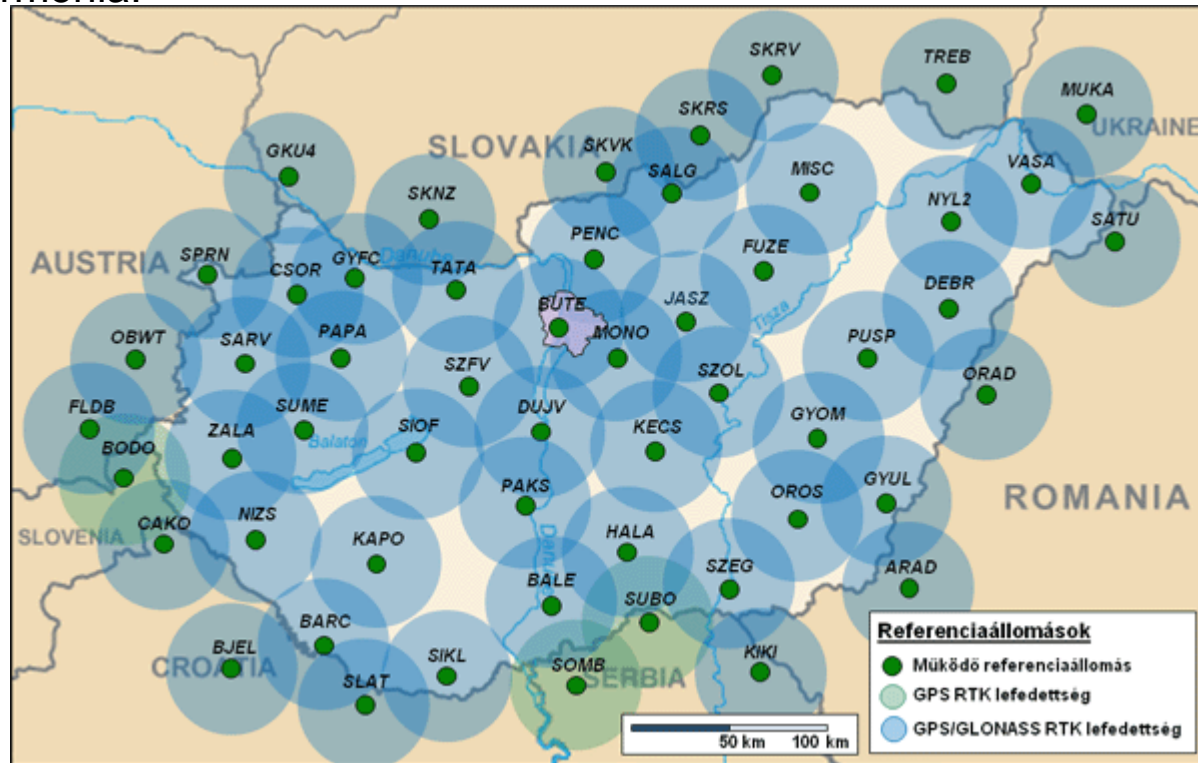 SKRV
TREB
MUKA
UKRAINE
SKRS
SLOVAKIA
SKVK
GKU4
SALG
MISC
VASA
NYL2
SKNZ
SATU
PENC
FUZE
AUSTRIA
SPRN
CSOR
GYFC
Danube
TATA
DEBR
JASZ
BUTE
Tisza
OBWT
SARV
PAPA
MONO
PUSP
SZFV
SZOL
ORAD
FLDB
SUME
DUJV
ZALA
Balaton
SIOF
KECS
GYOM
BODO
PAKS
OROS
GYUL
ROMANIA
SLOVENIA
CAKO
NIZS
KAPO
Danube
HALA
BALE
SUBO
SZEG
ARAD
BARC
BJEL
CROATIA
SLAT
SIKL
SOMB
SERBIA
KIKI
Referenciaállomások
Működő referenciaállomás
GPS RTK lefedettség
GPS/GLONASS RTK lefedettség
50 km
100 km